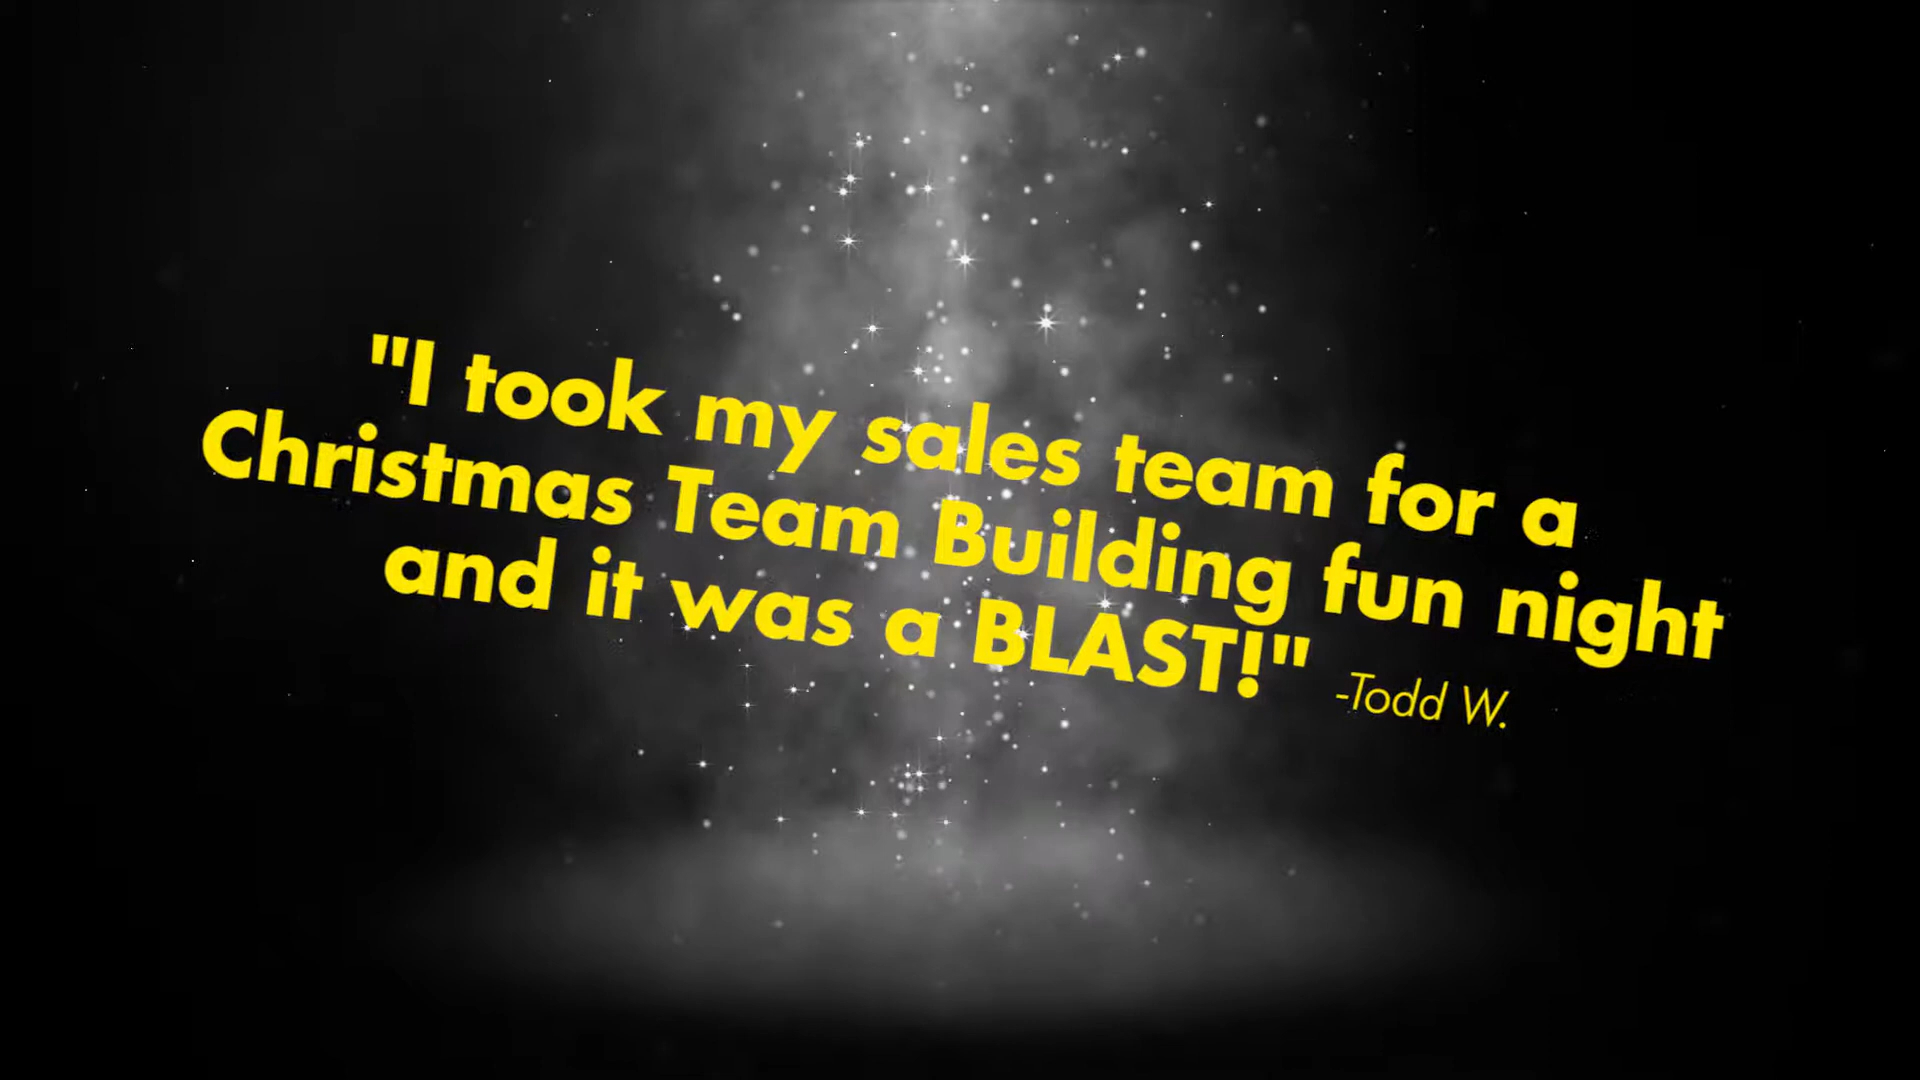 "I took my sales team for a
Christmas Team Building fun night
and it was a BLAST!" -Todd W.